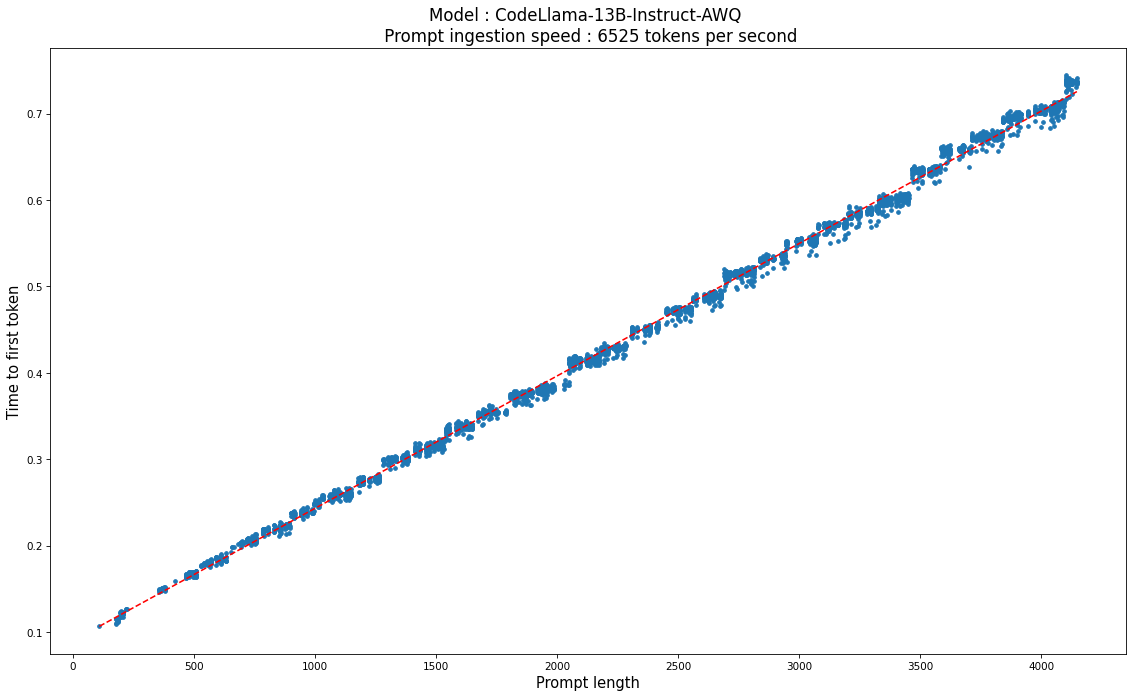 Model : CodeLlama-13B-Instruct-AWQ
Prompt ingestion speed : 6525 tokens per second
Time to first token
0.7
0.6
0.5
0.4
0.3
0.2
0.1
0 500 1000 1500 2000 2500 3000 3500 4000
Prompt length